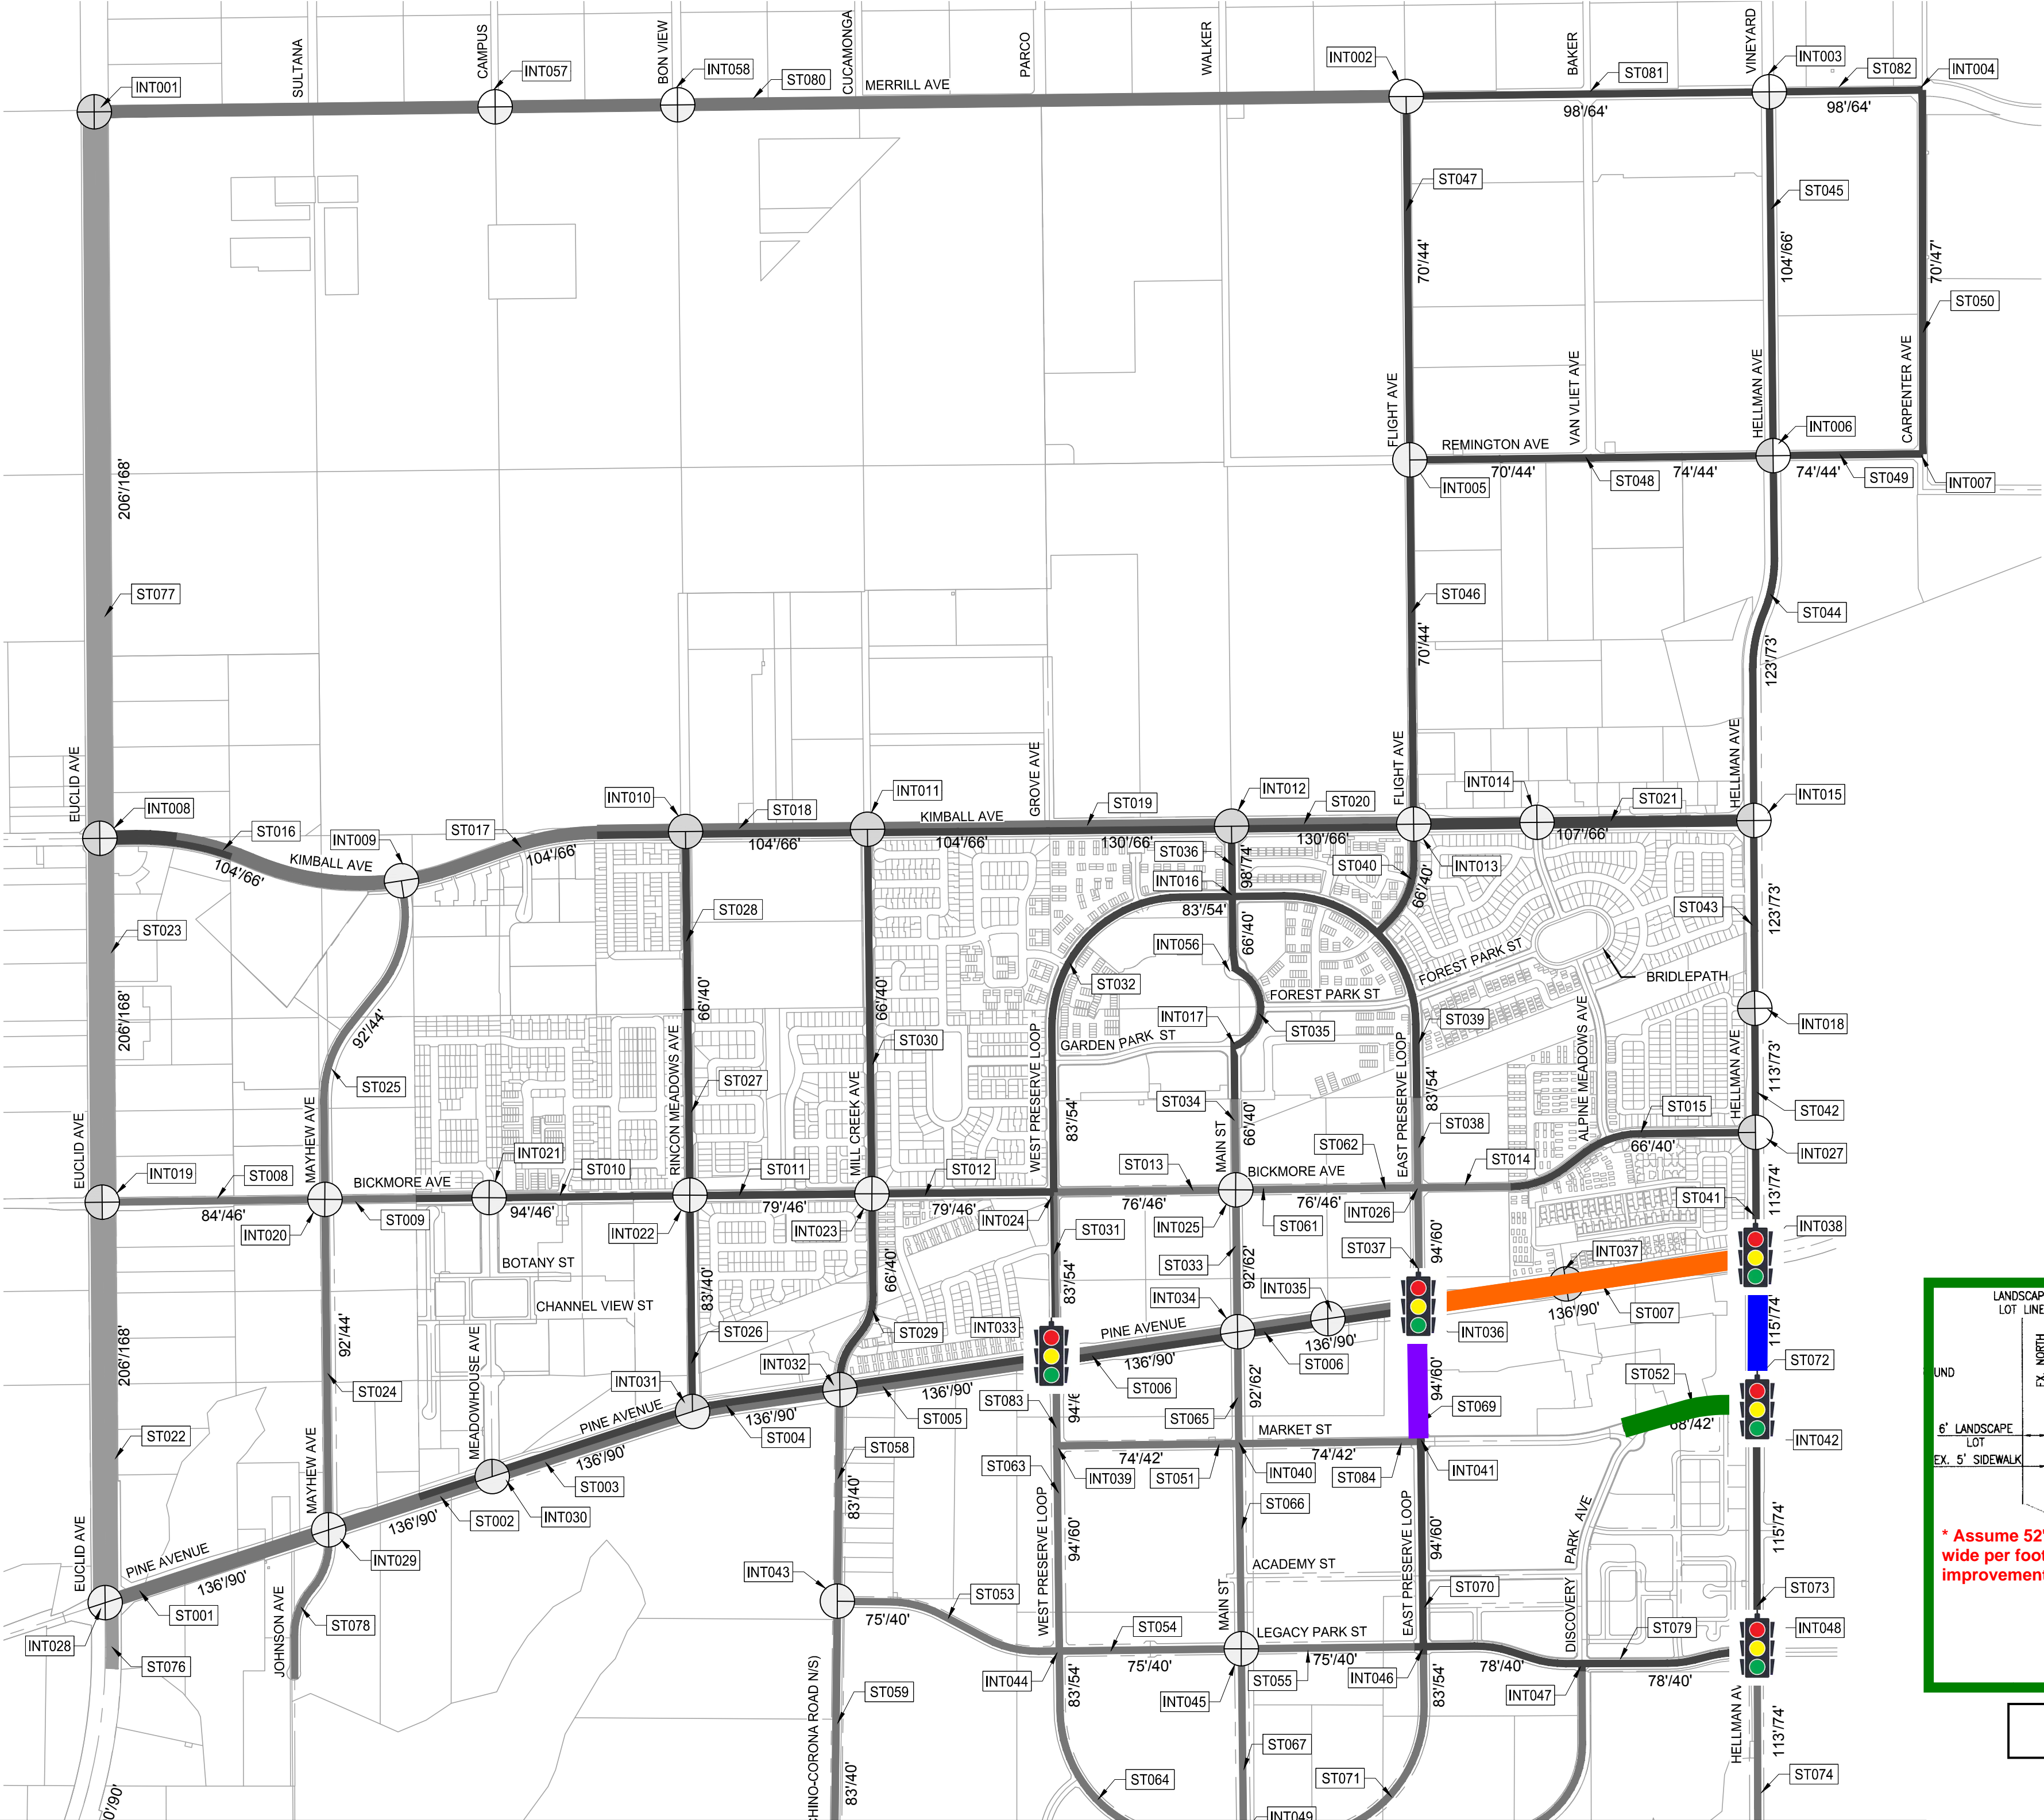 SULTANA
CAMPUS
BON VIEW
CUCAMONGA
PARCO
WALKER
BAKER
VINEYARD
INT001
INT057
INT058
ST080
MERRILL AVE
INT002
ST081
INT003
ST082
INT004
98'/64'
98'/64'
ST047
ST045
70'/44'
104'/66'
70'/47'
ST050
FLIGHT AVE
VAN VLIET AVE
HELLMAN AVE
CARPENTER AVE
INT006
REMINGTON AVE
INT005
70'/44'
ST048
74'/44'
74'/44'
ST049
INT007
206'/168'
ST077
ST046
ST044
70'/44'
123'/73'
EUCLID AVE
INT008
ST016
INT009
ST017
KIMBALL AVE
104'/66'
104'/66'
INT010
ST018
INT011
104'/66'
KIMBALL AVE
104'/66'
GROVE AVE
ST019
130'/66'
INT012
ST020
130'/66'
FLIGHT AVE
INT014
ST021
107'/66'
HELLMAN AVE
INT015
ST036
98'/74'
ST040
INT013
INT016
66'/40'
83'/54'
ST023
ST028
ST043
123'/73'
INT056
66'/40'
FOREST PARK ST
BRIDLEPATH
ST032
FOREST PARK ST
206'/168'
92'/44'
66'/40'
66'/40'
INT017
ST035
ST039
INT018
ST030
GARDEN PARK ST
ST025
ST027
RINCON MEADOWS AVE
MILL CREEK AVE
WEST PRESERVE LOOP
EAST PRESERVE LOOP
ALPINE MEADOWS AVE
HELLMAN AVE
113'/73'
ST042
ST034
83'/54'
66'/40'
83'/54'
ST015
ST038
ST062
66'/40'
INT027
EUCLID AVE
INT019
ST008
MAYHEW AVE
BICKMORE AVE
INT021
ST010
ST011
ST012
ST013
MAIN ST
BICKMORE AVE
ST014
84'/46'
INT020
ST009
94'/46'
INT022
79'/46'
INT023
79'/46'
INT024
76'/46'
INT025
ST061
76'/46'
INT026
ST041
113'/74'
INT038
ST031
ST033
ST037
94'/60'
INT037
BOTANY ST
66'/40'
83'/40'
83'/54'
92'/62'
CHANNEL VIEW ST
INT034
INT035
136'/90'
ST007
115'/74'
206'/168'
92'/44'
MEADOWHOUSE AVE
ST026
ST029
INT033
PINE AVENUE
136'/90'
136'/90'
INT036
ST006
ST006
INT032
INT031
ST072
ST052
ST024
PINE AVENUE
136'/90'
136'/90'
ST005
136'/90'
ST004
ST083
92'/62'
94'/60'
ST069
ST065
MARKET ST
68'/42'
ST022
ST058
74'/42'
ST051
INT040
74'/42'
ST084
INT041
INT042
ST063
INT039
ST003
136'/90'
ST002
INT030
MAYHEW AVE
83'/40'
ST066
EAST PRESERVE LOOP
DISCOVERY PARK AVE
EUCLID AVE
PINE AVENUE
136'/90'
INT029
94'/60'
94'/60'
115'/74'
ACADEMY ST
INT043
ST053
75'/40'
WEST PRESERVE LOOP
MAIN ST
ST070
ST073
ST001
JOHNSON AVE
ST078
ST054
LEGACY PARK ST
ST079
INT048
INT028
ST076
75'/40'
INT044
INT045
ST055
75'/40'
INT046
78'/40'
INT047
78'/40'
83'/54'
83'/54'
HELLMAN AV
113'/74'
CHINO-CORONA ROAD N/S)
ST059
83'/40'
ST067
ST064
ST071
ST074
INT049
0'/90'
LANDSCAP
LOT LINE
EX. NORTH
UND
6' LANDSCAPE
LOT
EX. 5' SIDEWALK
* Assume 52'
wide per foot
improvement